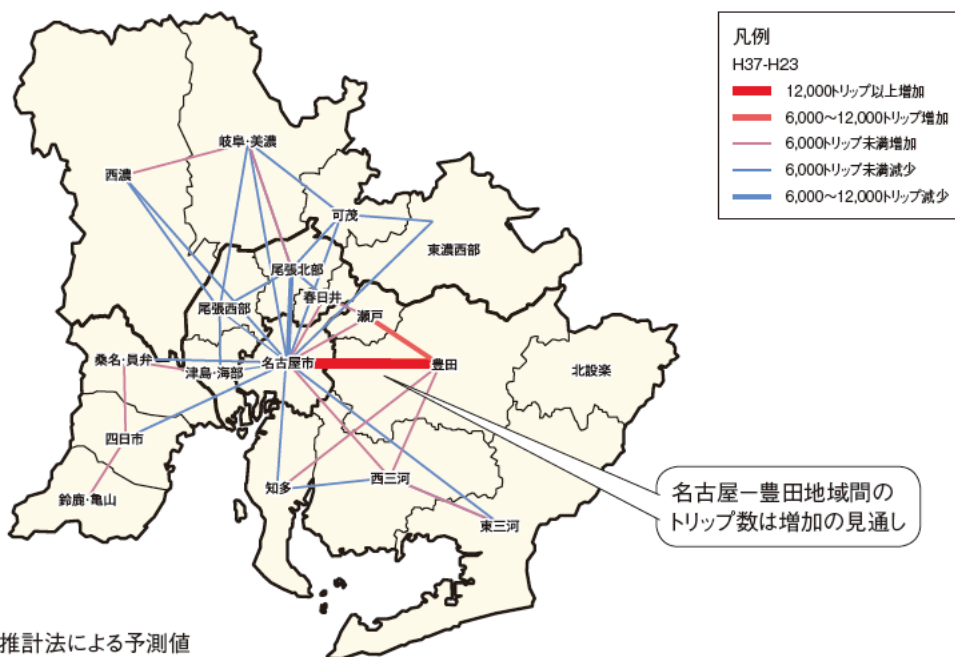 凡例
H37-H23
12,000トリップ以上増加
6,000〜12,000トリップ増加
6,000トリップ未満増加
6,000トリップ未満減少
6,000〜12,000トリップ減少
岐阜・美濃
西濃
可茂
東濃西部
尾張北部
春日井
尾張西部
瀬戸
桑名・員弁
津島・海部
名古屋市
豊田
北設楽
四日市
知多
西三河
鈴鹿・亀山
東三河
名古屋ー豊田地域間の
トリップ数は増加の見通し
推計法による予測値